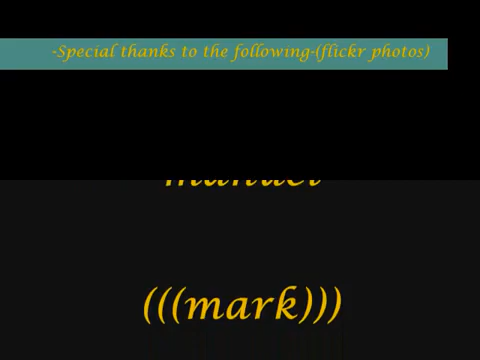 -Special thanks to the following-(flickr photos)
(((mark)))